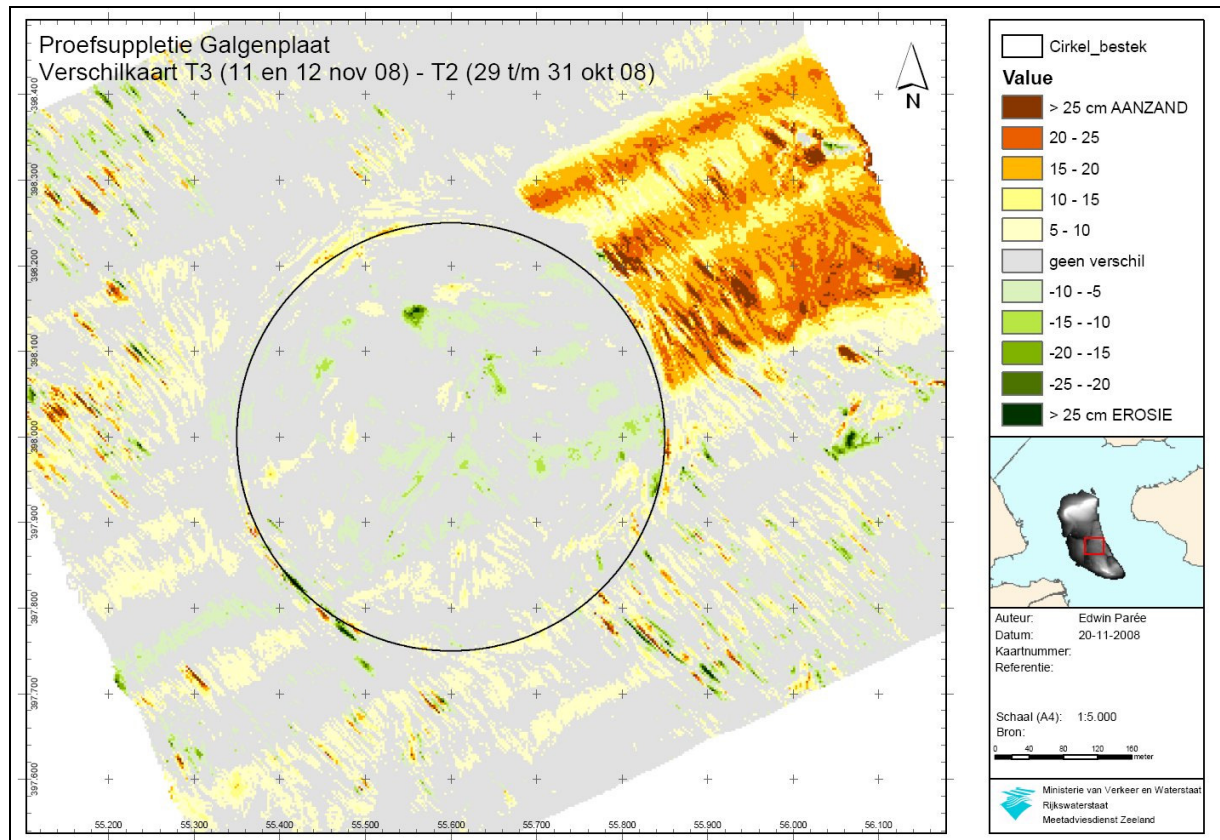 Proefsuppletie Galgenplaat
Verschilkaart T3 (11 en 12 nov 08) - T2 (29 t/m 31 okt 08)
N
398.400
398.300
398.200
398.100
398.000
397.900
397.800
397.700
397.600
55.200
55.300
55.400
55.500
55.600
55.700
55.800
55.900
56.000
56.100
Cirkel_bestek
Value
> 25 cm AANZAND
20 - 25
15 - 20
10 - 15
5 - 10
geen verschil
-10 - -5
-15 - -10
-20 - -15
-25 - -20
> 25 cm EROSIE
Auteur: Edwin Parée
Datum: 20-11-2008
Kaartnummer:
Referentie:
Schaal (A4): 1:5.000
Bron:
0 40 80 120 160
meter
Ministerie van Verkeer en Waterstaat
Rijkswaterstaat
Meetadviesdienst Zeeland